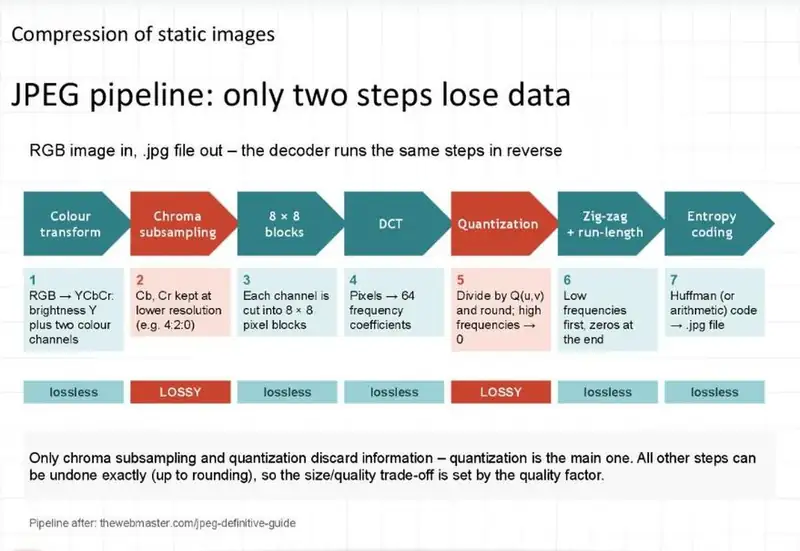 Compression of static images
JPEG pipeline: only two steps lose data
RGB image in, .jpg file out – the decoder runs the same steps in reverse
Colour
transform
Chroma
subsampling
8 × 8
blocks
DCT
Quantization
Zig-zag
+ run-length
Entropy
coding
1
RGB → YCbCr:
brightness Y
plus two colour
channels
2
Cb, Cr kept at
lower resolution
(e.g. 4:2:0)
3
Each channel is
cut into 8 × 8
pixel blocks
4
Pixels → 64
frequency
coefficients
5
Divide by Q(u,v)
and round; high
frequencies →
0
6
Low
frequencies
first, zeros at
the end
7
Huffman (or
arithmetic) code
→ .jpg file
lossless
LOSSY
lossless
lossless
LOSSY
lossless
lossless
Only chroma subsampling and quantization discard information – quantization is the main one. All other steps can
be undone exactly (up to rounding), so the size/quality trade-off is set by the quality factor.
Pipeline after: thewebmaster.com/jpeg-definitive-guide